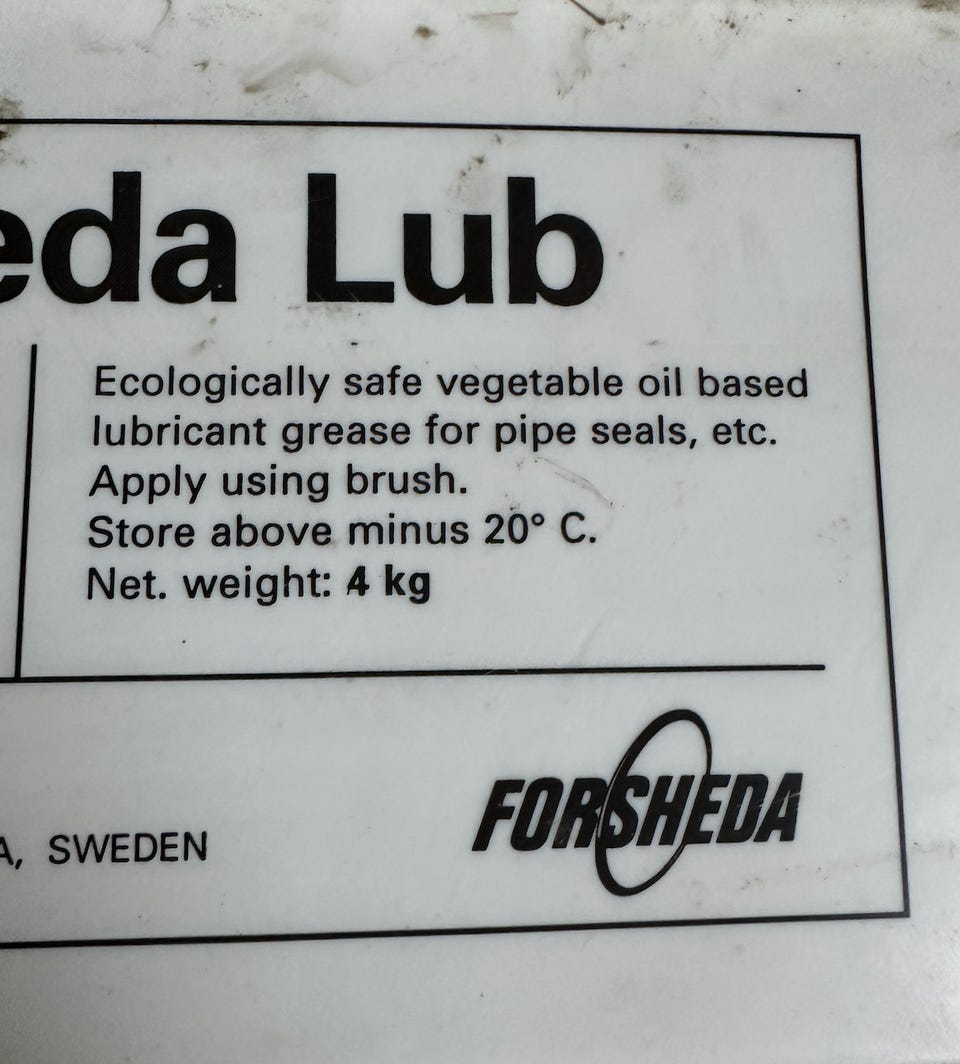 eda Lub
Ecologically safe vegetable oil based
lubricant grease for pipe seals, etc.
Apply using brush.
Store above minus 20° C.
Net. weight: 4 kg
A, SWEDEN
FORSHEDA